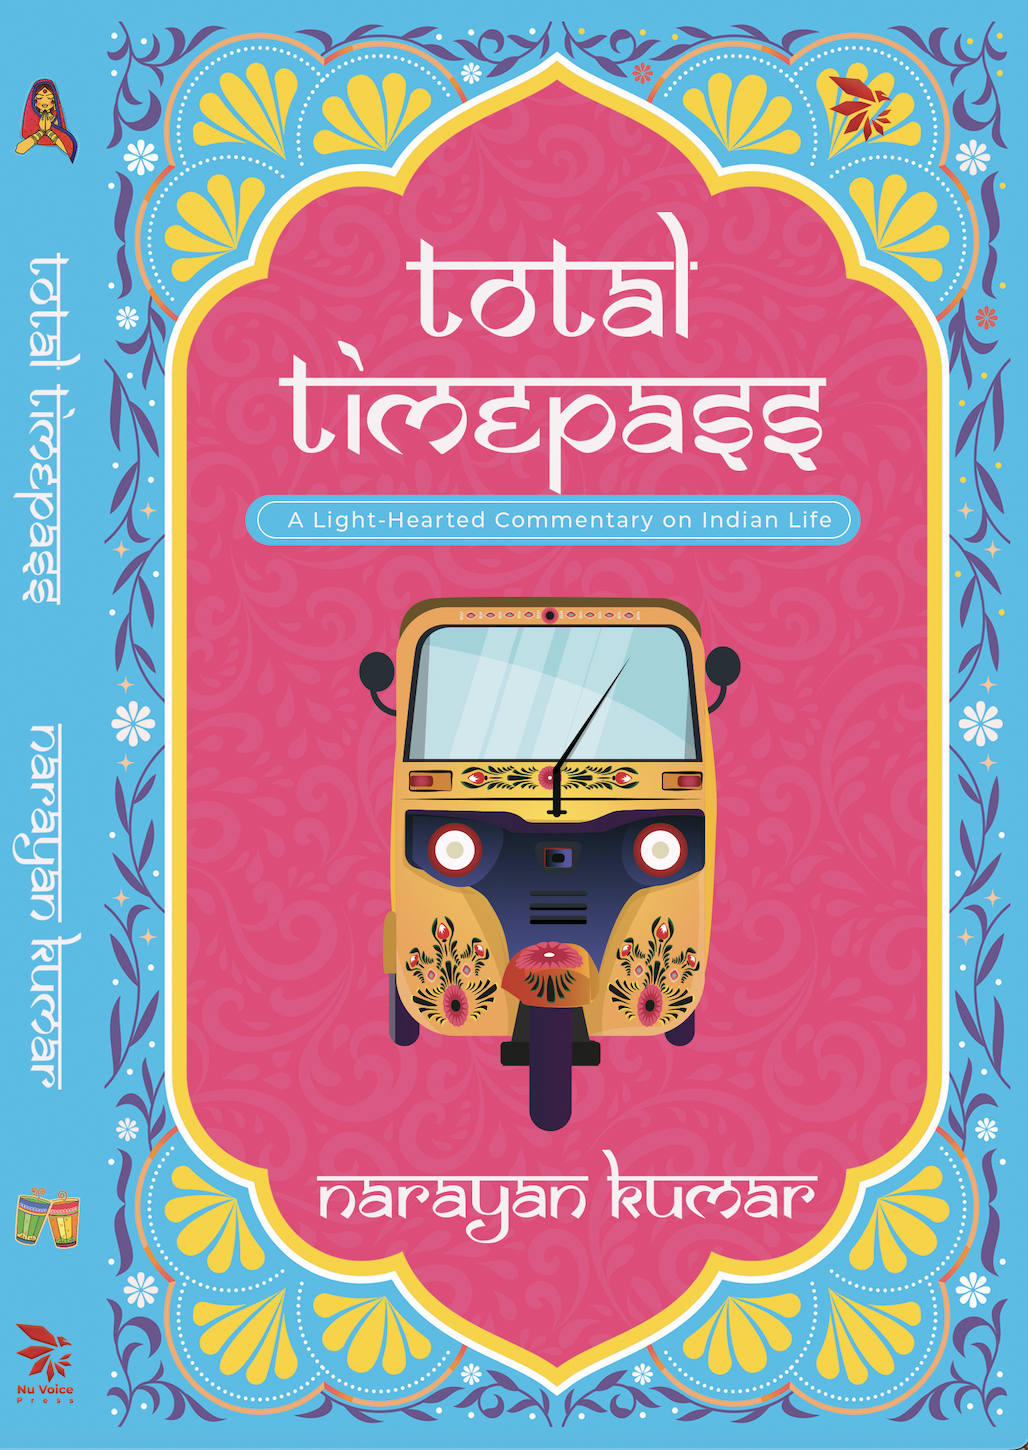 total
timepass
A Light-Hearted Commentary on Indian Life
narayan kumar
total timepass
narayan kumar
Nu Voice
Press